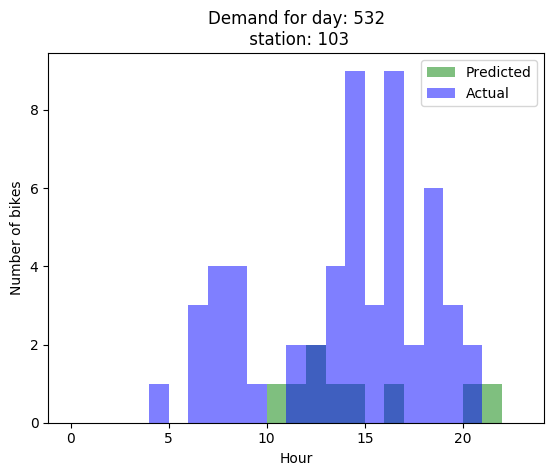 Demand for day: 532
station: 103
Predicted
Actual
8
6
4
2
0
Number of bikes
0 5 10 15 20
Hour